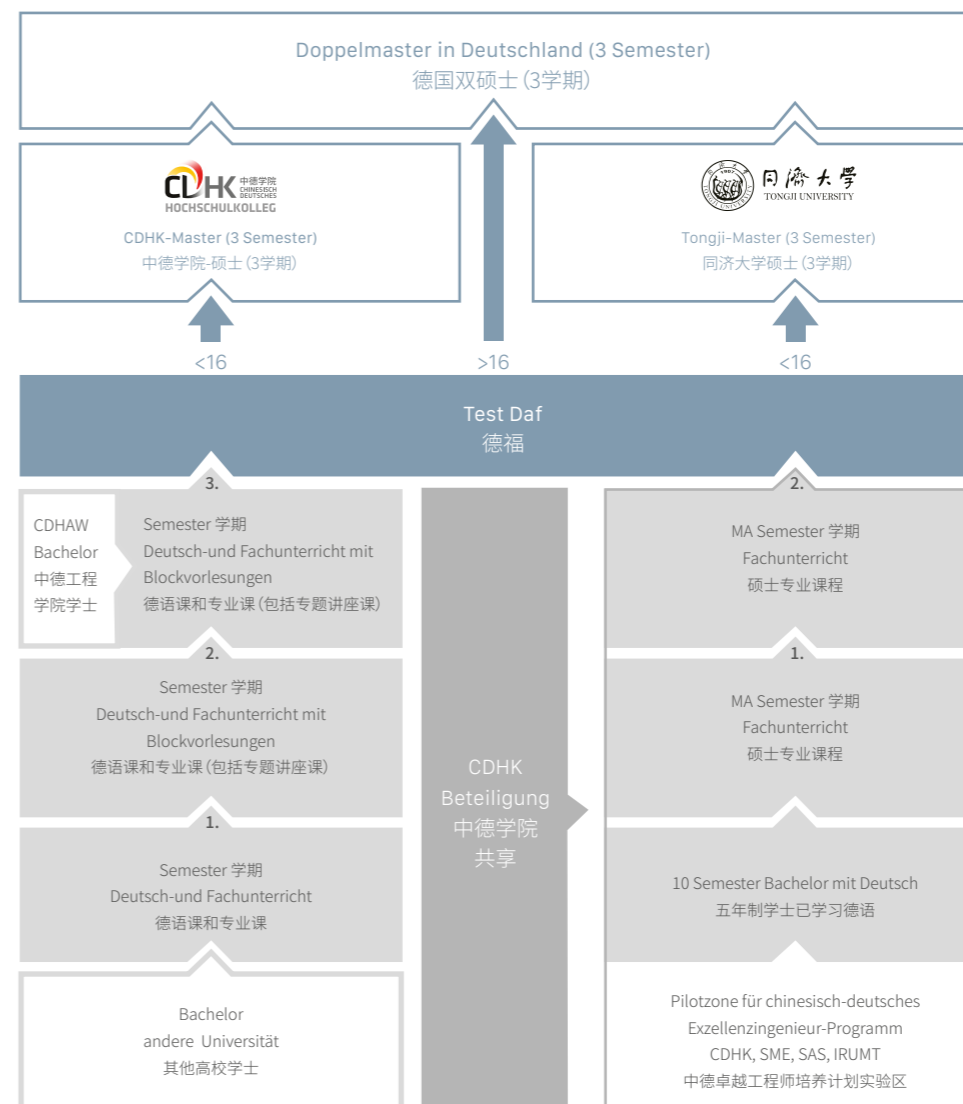 Doppelmaster in Deutschland (3 Semester)
德国双硕士 (3学期)
CDHK 中德学院
CHINESISCH
DEUTSCHES
HOCHSCHULKOLLEG
CDHK-Master (3 Semester)
中德学院-硕士 (3学期)
同濟大學
TONGJI UNIVERSITY
1907
Tongji-Master (3 Semester)
同济大学硕士 (3学期)
<16
>16
<16
Test Daf
德福
3.
CDHAW
Bachelor
中德工程
学院学士
Semester 学期
Deutsch-und Fachunterricht mit
Blockvorlesungen
德语课和专业课 (包括专题讲座课)
2.
Semester 学期
Deutsch-und Fachunterricht mit
Blockvorlesungen
德语课和专业课 (包括专题讲座课)
1.
Semester 学期
Deutsch-und Fachunterricht
德语课和专业课
Bachelor
andere Universität
其他高校学士
CDHK
Beteiligung
中德学院
共享
2.
MA Semester 学期
Fachunterricht
硕士专业课程
1.
MA Semester 学期
Fachunterricht
硕士专业课程
10 Semester Bachelor mit Deutsch
五年制学士已学习德语
Pilotzone für chinesisch-deutsches
Exzellenzingenieur-Programm
CDHK, SME, SAS, IRUMT
中德卓越工程师培养计划实验区